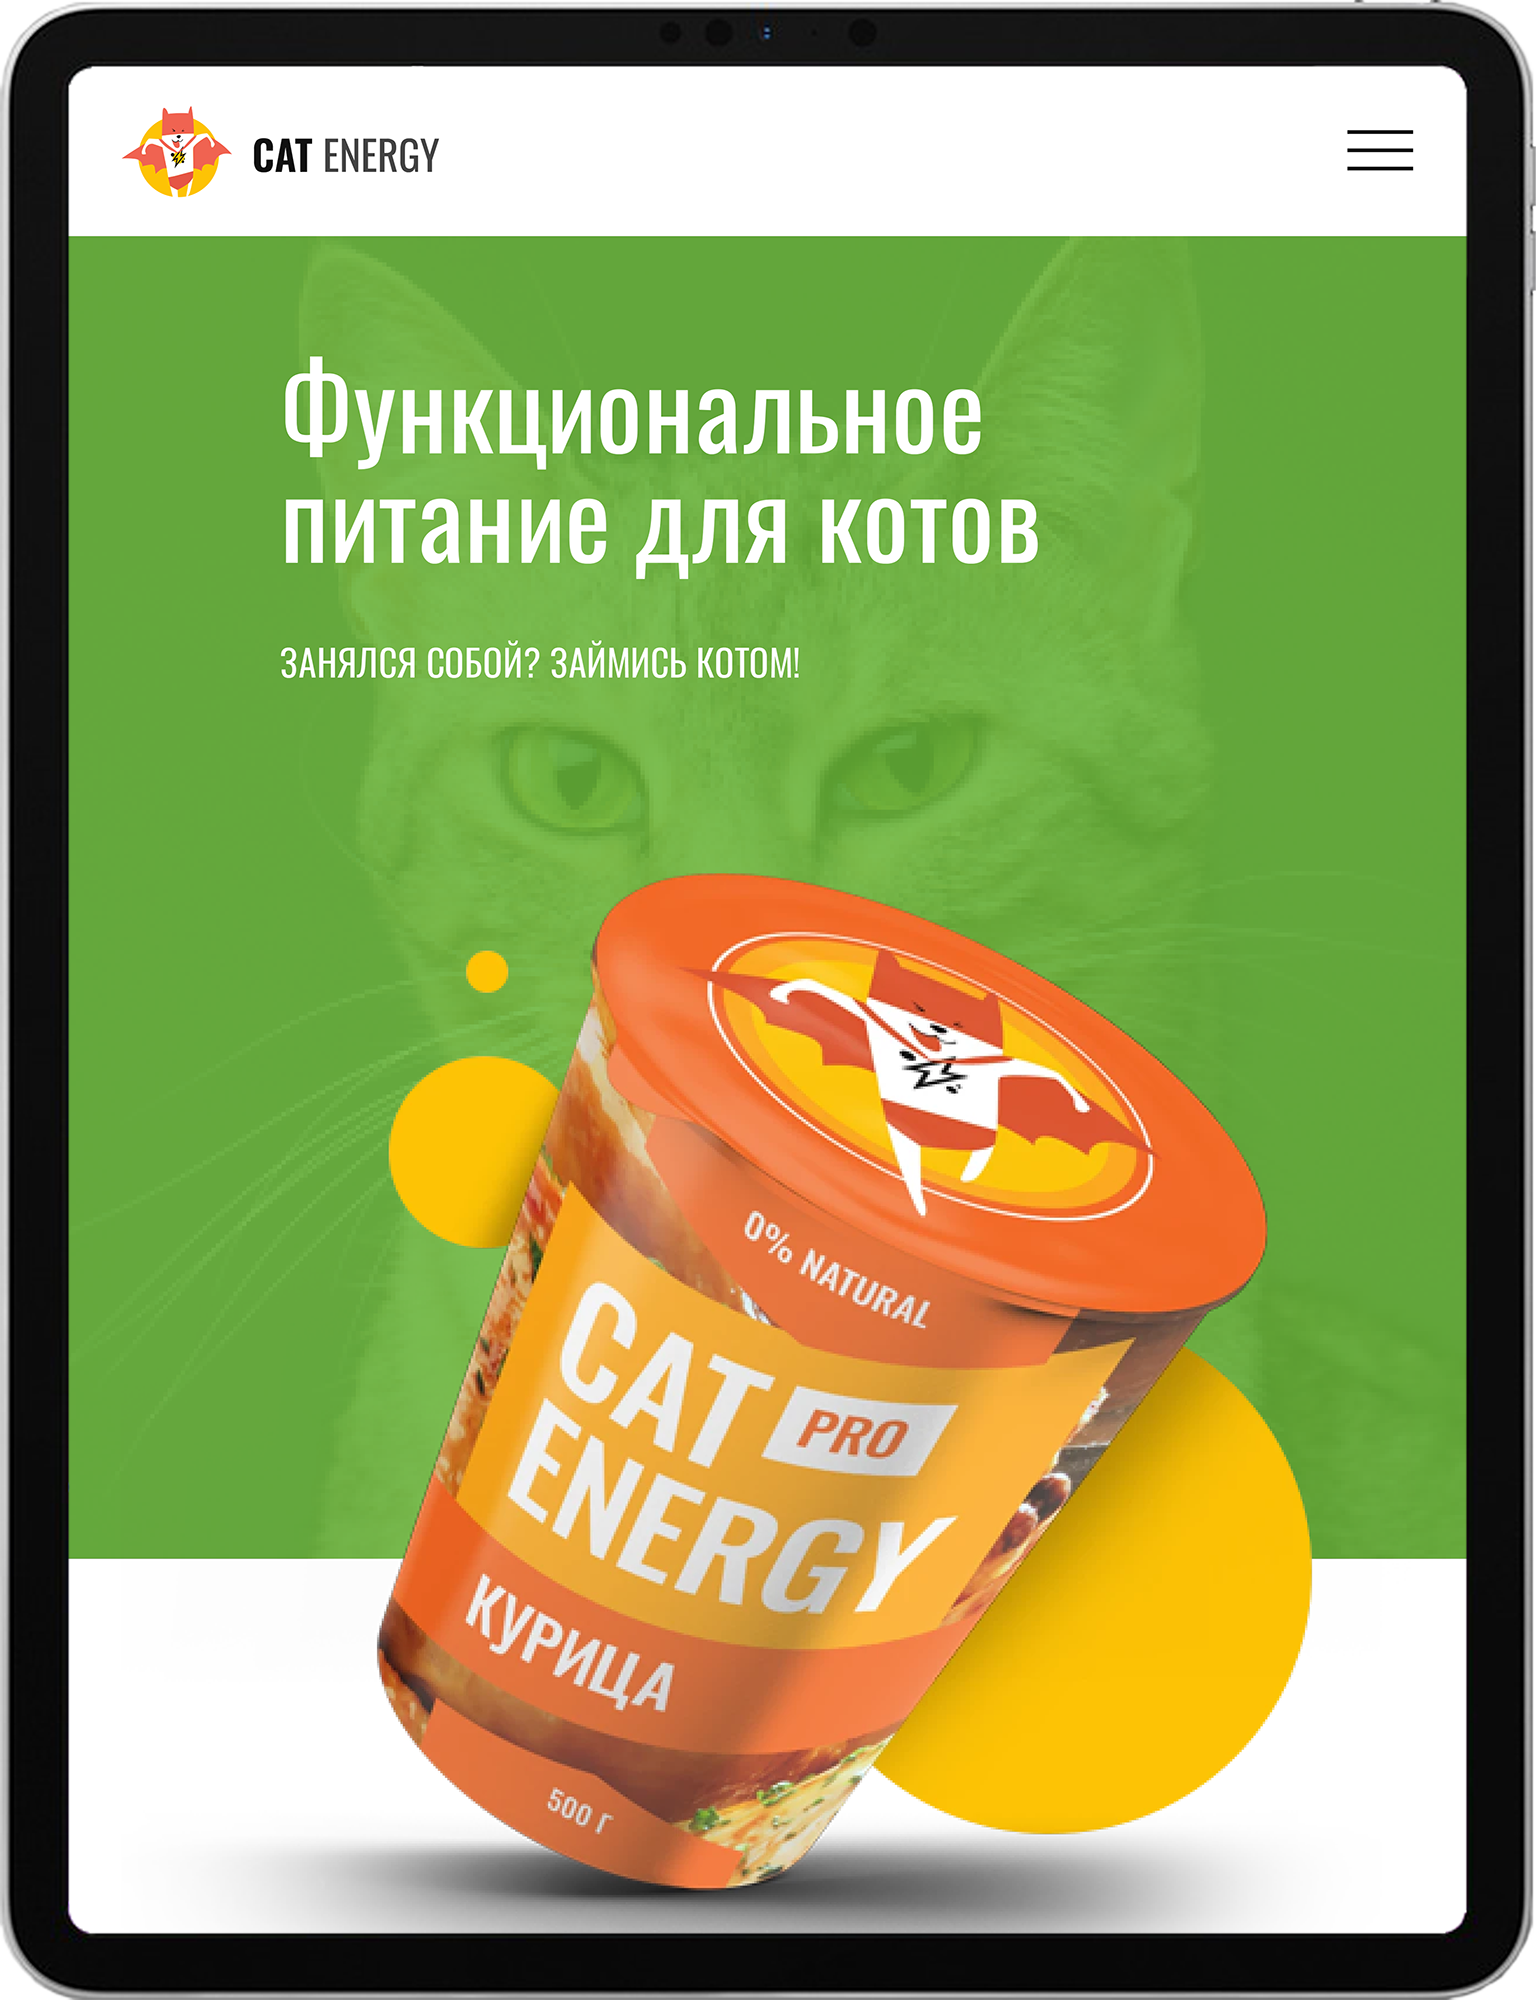 CAT ENERGY
Функциональное
питание для котов
ЗАНЯЛСЯ СОБОЙ? ЗАЙМИСЬ КОТОМ!
0% NATURAL
CAT PRO
ENERGY
КУРИЦА
500 Г